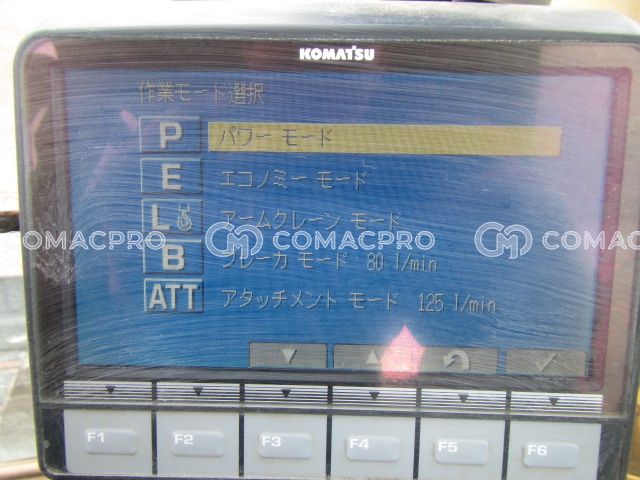 KOMATSU
作業モード選択
P パワー モード
E エコノミー モード
L アームクレーン モード
COMACPRO COMACPRO COMACPRO
B ブレーカ モード 80 l/min
ATT アタッチメント モード 125 l/min
F1 F2 F3 F4 F5 F6